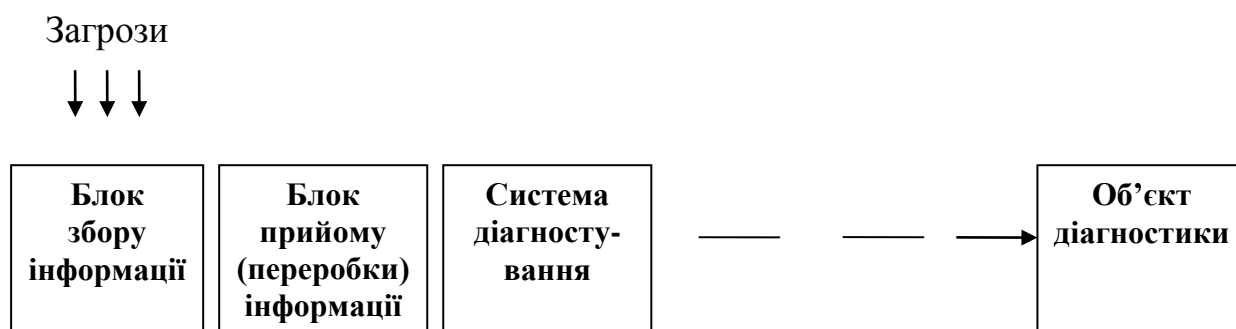 Загрози
Блок
збору
інформації
Блок
прийому
(переробки)
інформації
Система
діагносту-
вання
Об’єкт
діагностики